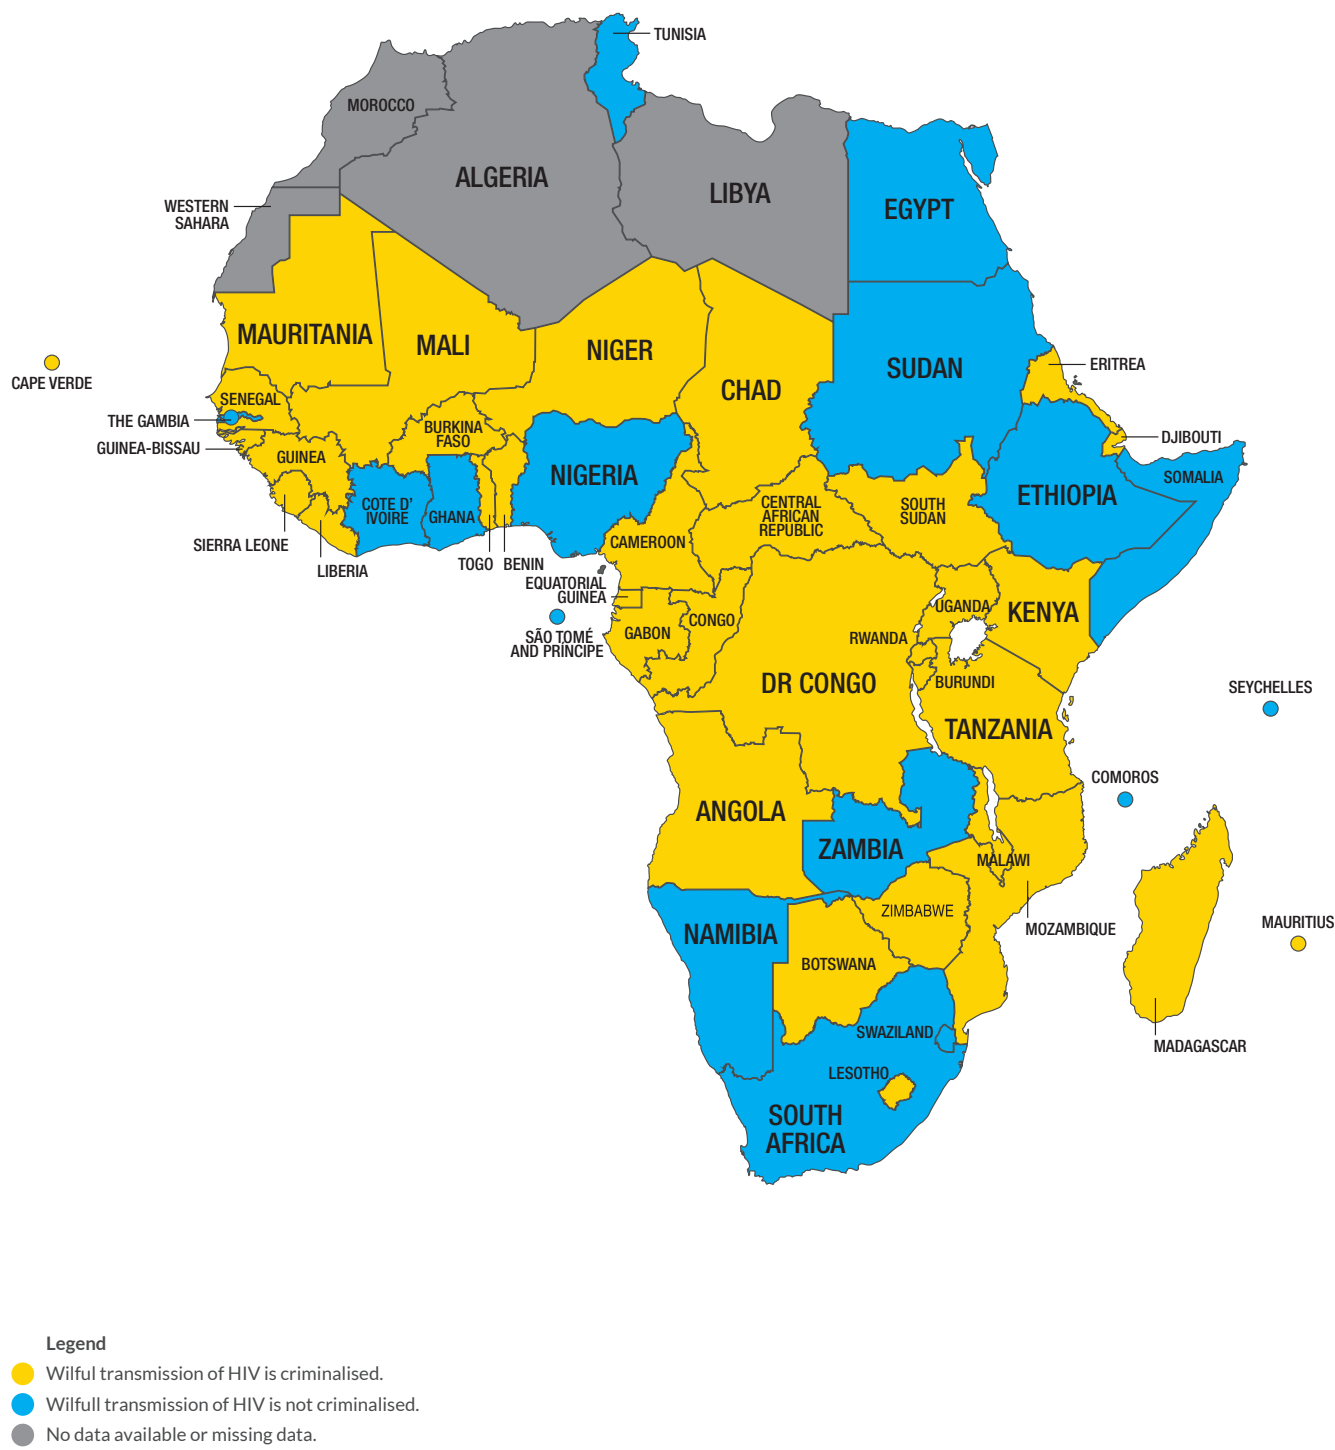 TUNISIA
MOROCCO
ALGERIA
LIBYA
EGYPT
WESTERN
SAHARA
MAURITANIA
MALI
NIGER
CHAD
SUDAN
ERITREA
CAPE VERDE
SENEGAL
THE GAMBIA
GUINEA-BISSAU
GUINEA
BURKINA
FASO
NIGERIA
DJIBOUTI
SOMALIA
ETHIOPIA
COTE D'
IVOIRE
GHANA
CENTRAL
AFRICAN
REPUBLIC
SOUTH
SUDAN
SIERRA LEONE
LIBERIA
TOGO
BENIN
CAMEROON
EQUATORIAL
GUINEA
SÃO TOMÉ
AND PRÍNCIPE
GABON
CONGO
UGANDA
KENYA
RWANDA
DR CONGO
BURUNDI
TANZANIA
SEYCHELLES
COMOROS
ANGOLA
ZAMBIA
MALAWI
ZIMBABWE
MOZAMBIQUE
MAURITIUS
NAMIBIA
BOTSWANA
MADAGASCAR
SWAZILAND
LESOTHO
SOUTH
AFRICA
Legend
Wilful transmission of HIV is criminalised.
Wilfull transmission of HIV is not criminalised.
No data available or missing data.